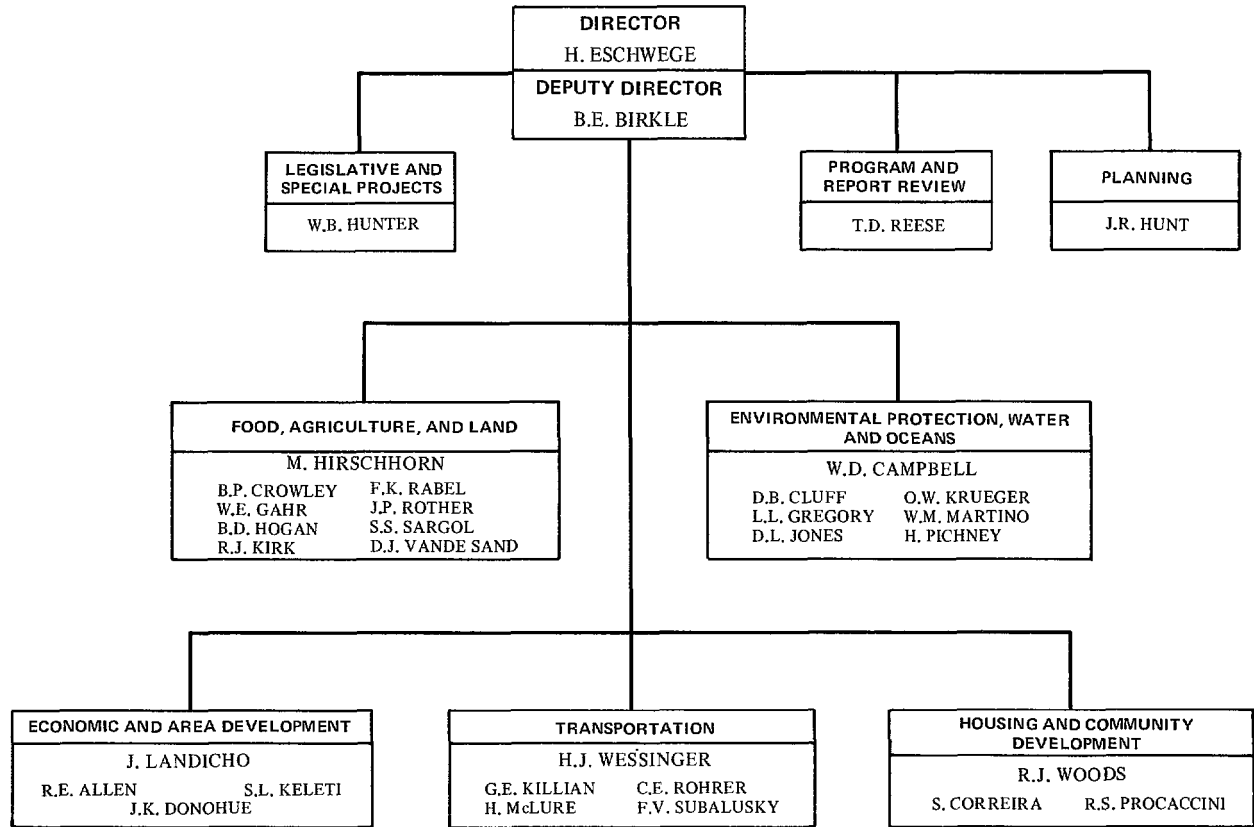 DIRECTOR
H. ESCHWEGE
DEPUTY DIRECTOR
B.E. BIRKLE
LEGISLATIVE AND
SPECIAL PROJECTS
W.B. HUNTER
PROGRAM AND
REPORT REVIEW
T.D. REESE
PLANNING
J.R. HUNT
FOOD, AGRICULTURE, AND LAND
M. HIRSCHHORN
B.P. CROWLEY F.K. RABEL
W.E. GAHR J.P. ROTHER
B.D. HOGAN S.S. SARGOL
R.J. KIRK D.J. VANDE SAND
ENVIRONMENTAL PROTECTION, WATER
AND OCEANS
W.D. CAMPBELL
D.B. CLUFF O.W. KRUEGER
L.L. GREGORY W.M. MARTINO
D.L. JONES H. PICHNEY
ECONOMIC AND AREA DEVELOPMENT
J. LANDICHO
R.E. ALLEN S.L. KELETI
J.K. DONOHUE
TRANSPORTATION
H.J. WESSINGER
G.E. KILLIAN C.E. ROHRER
H. McLURE F.V. SUBALUSKY
HOUSING AND COMMUNITY
DEVELOPMENT
R.J. WOODS
S. CORREIRA R.S. PROCACCINI